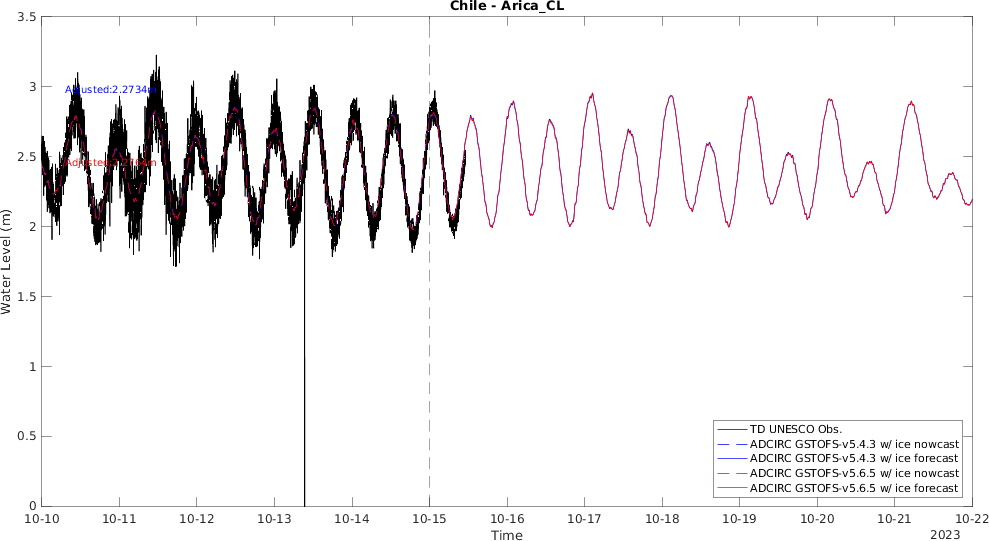 Chile - Arica_CL
3.5
3
2.5
2
1.5
1
0.5
0
Water Level (m)
Adjusted:2.2734m
10-10
10-11
10-12
10-13
10-14
10-15
10-16
10-17
10-18
10-19
10-20
10-21
10-22
Time
2023
TD UNESCO Obs.
ADCIRC GSTOFS-v5.4.3 w/ ice nowcast
ADCIRC GSTOFS-v5.4.3 w/ ice forecast
ADCIRC GSTOFS-v5.6.5 w/ ice nowcast
ADCIRC GSTOFS-v5.6.5 w/ ice forecast